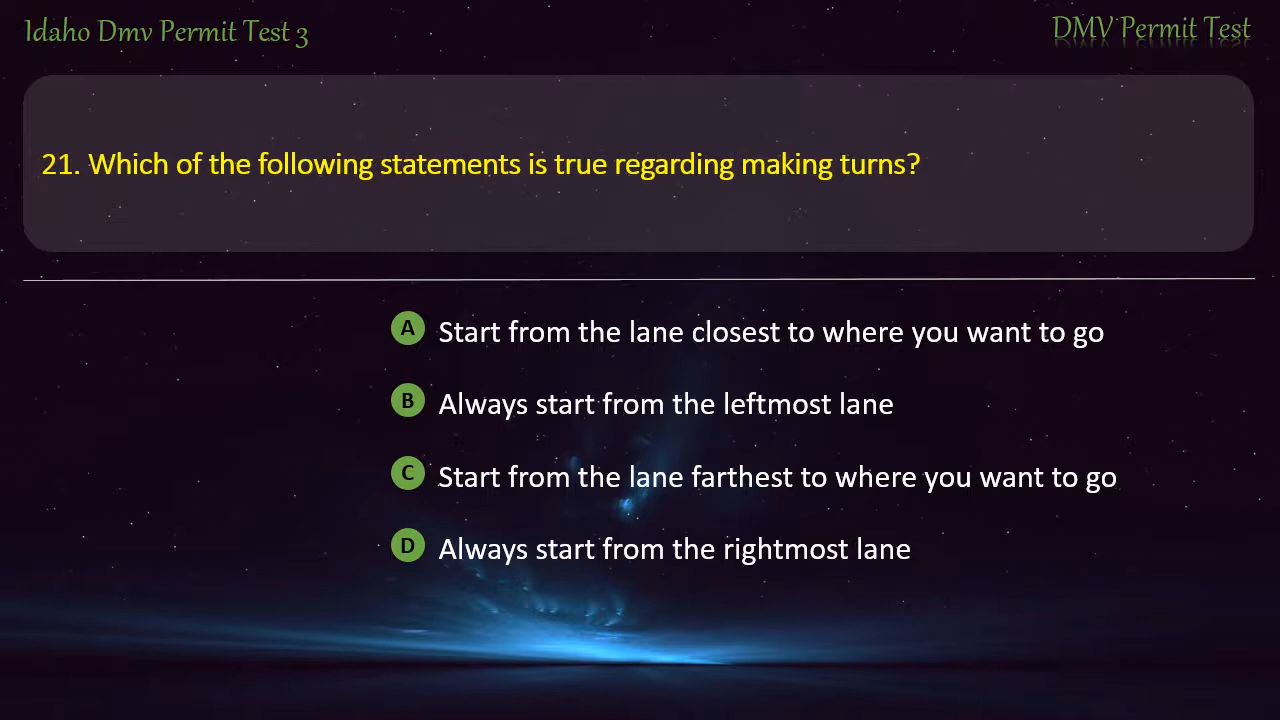 Idaho Dmv Permit Test 3
DMV Permit Test
21. Which of the following statements is true regarding making turns?
A Start from the lane closest to where you want to go
B Always start from the leftmost lane
C Start from the lane farthest to where you want to go
D Always start from the rightmost lane